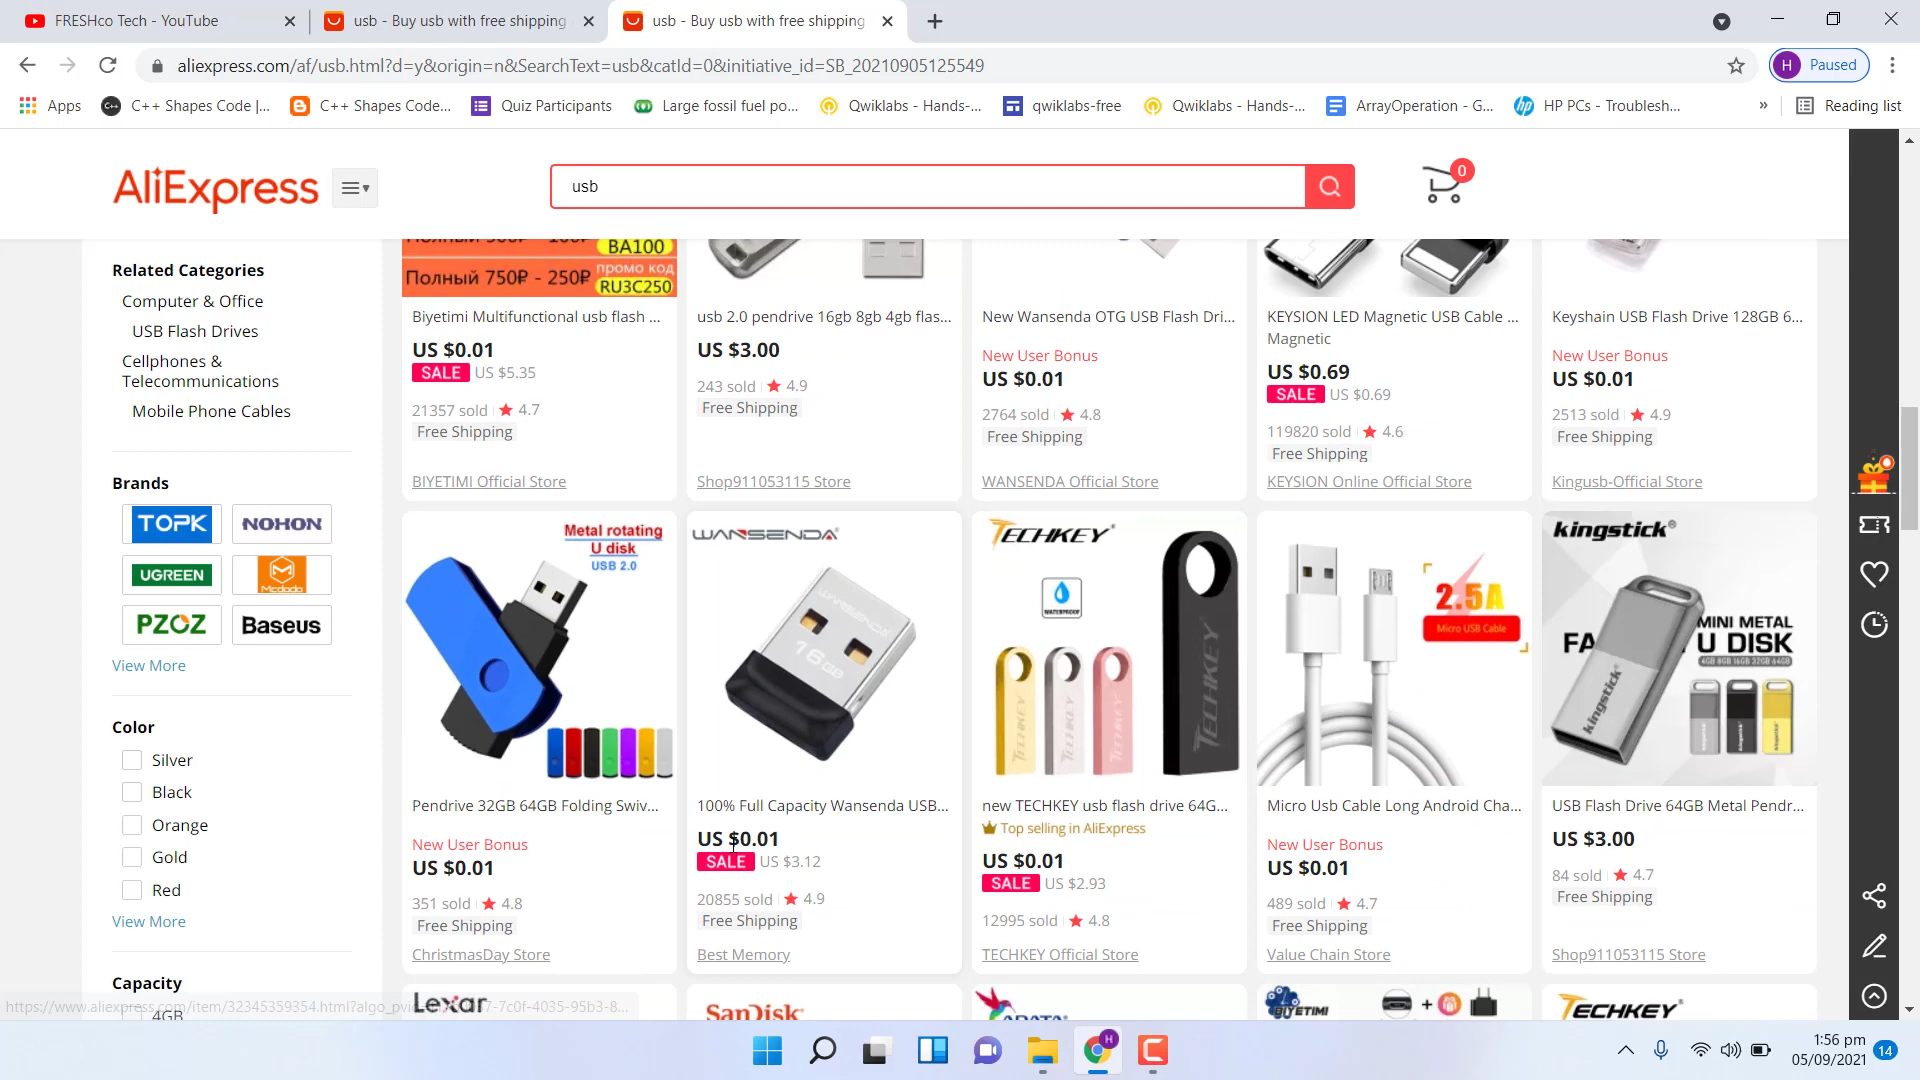 FRESHco Tech - YouTube
usb - Buy usb with free shipping
usb - Buy usb with free shipping
aliexpress.com/af/usb.html?d=y&origin=n&SearchText=usb&catId=0&initiative_id=SB_20210905125549
H Paused
Apps
C++ Shapes Code |...
C++ Shapes Code...
Quiz Participants
Large fossil fuel po...
Qwiklabs - Hands-...
qwiklabs-free
Qwiklabs - Hands-...
ArrayOperation - G...
HP PCs - Troublesh...
»
Reading list
AliExpress
usb
0
Related Categories
Computer & Office
USB Flash Drives
Cellphones &
Telecommunications
Mobile Phone Cables
Brands
TOPK
NOHON
UGREEN
Mcdodo
PZOZ
Baseus
View More
Color
Silver
Black
Orange
Gold
Red
View More
Capacity
4GB
BA100
Полный 750₽ - 250₽ промо код
RU3C250
Biyetimi Multifunctional usb flash ...
US $0.01
SALE US $5.35
21357 sold 4.7
Free Shipping
BIYETIMI Official Store
usb 2.0 pendrive 16gb 8gb 4gb flas...
US $3.00
243 sold 4.9
Free Shipping
Shop911053115 Store
New Wansenda OTG USB Flash Dri...
New User Bonus
US $0.01
2764 sold 4.8
Free Shipping
WANSENDA Official Store
KEYSION LED Magnetic USB Cable ...
Magnetic
US $0.69
SALE US $0.69
119820 sold 4.6
Free Shipping
KEYSION Online Official Store
Keyshain USB Flash Drive 128GB 6...
New User Bonus
US $0.01
2513 sold 4.9
Free Shipping
Kingusb-Official Store
Metal rotating
U disk
USB 2.0
Pendrive 32GB 64GB Folding Swiv...
New User Bonus
US $0.01
351 sold 4.8
Free Shipping
ChristmasDay Store
WANSENDA
WANSENDA
16GB
100% Full Capacity Wansenda USB...
US $0.01
SALE US $3.12
20855 sold 4.9
Free Shipping
Best Memory
TECHKEY
WATERPROOF
TECHKEY
TECHKEY
TECHKEY
TECHKEY
new TECHKEY usb flash drive 64G...
Top selling in AliExpress
US $0.01
SALE US $2.93
12995 sold 4.8
TECHKEY Official Store
2.5A
Micro USB Cable
Micro Usb Cable Long Android Cha...
New User Bonus
US $0.01
489 sold 4.7
Free Shipping
Value Chain Store
kingstick®
MINI METAL
FA U DISK
4GB 8GB 16GB 32GB 64GB
kingstick®
USB Flash Drive 64GB Metal Pendr...
US $3.00
84 sold 4.7
Free Shipping
Shop911053115 Store
Lexar
SanDisk
ADATA
BIYETIMI
TECHKEY
1:56 pm
05/09/2021
14